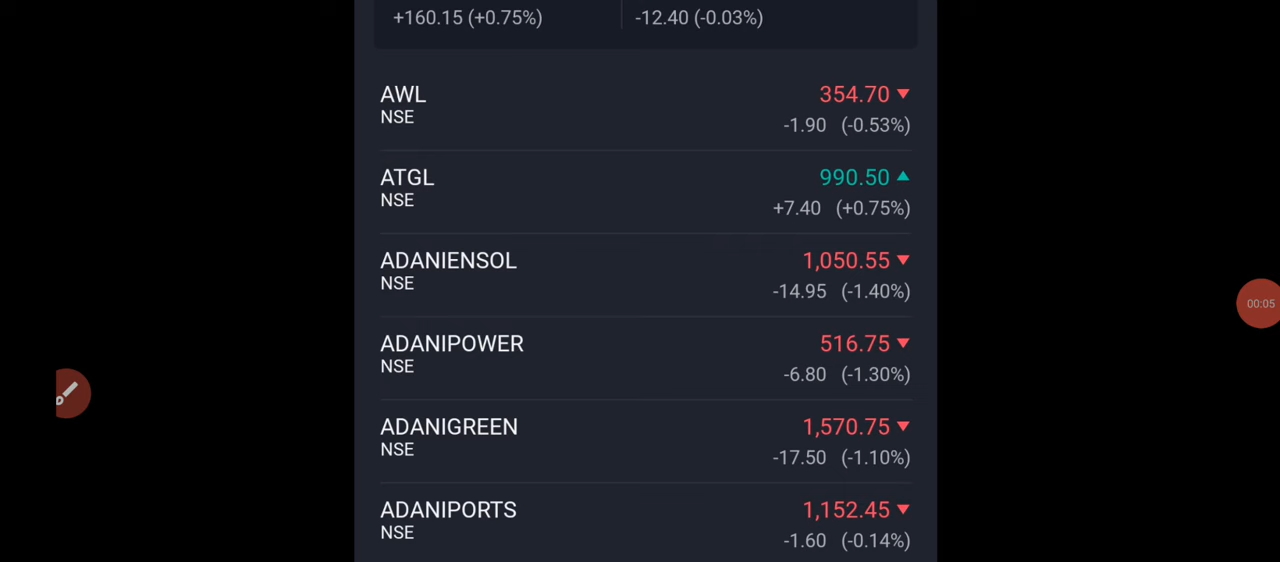 +160.15 (+0.75%) -12.40 (-0.03%)
AWL 354.70
NSE -1.90 (-0.53%)
ATGL 990.50
NSE +7.40 (+0.75%)
ADANIENSOL 1,050.55
NSE -14.95 (-1.40%)
ADANIPOWER 516.75
NSE -6.80 (-1.30%)
ADANIGREEN 1,570.75
NSE -17.50 (-1.10%)
ADANIPORTS 1,152.45
NSE -1.60 (-0.14%)
00:05